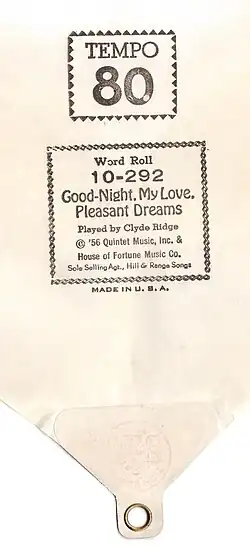 TEMPO
80
Word Roll
10-292
Good-Night, My Love,
Pleasant Dreams
Played by Clyde Ridge
© '56 Quintet Music, Inc. &
House of Fortune Music Co.
Sole Selling Agt., Hill & Range Songs
MADE IN U. S. A.